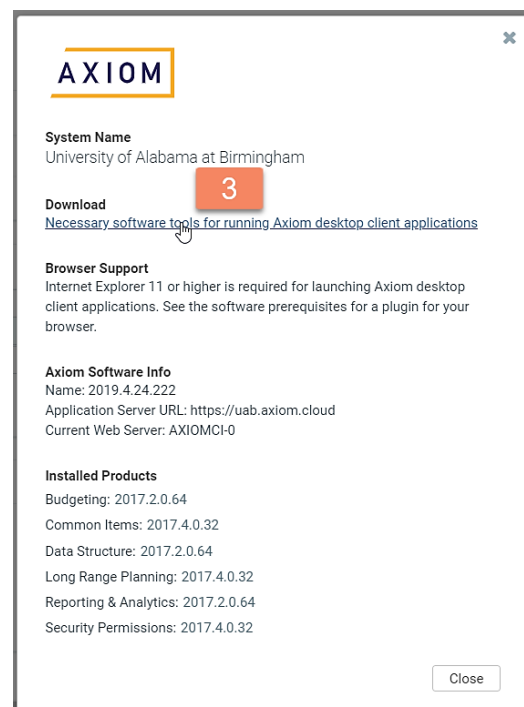 AXIOM
System Name
University of Alabama at Birmingham
3
Download
Necessary software tools for running Axiom desktop client applications
Browser Support
Internet Explorer 11 or higher is required for launching Axiom desktop
client applications. See the software prerequisites for a plugin for your
browser.
Axiom Software Info
Name: 2019.4.24.222
Application Server URL: https://uab.axiom.cloud
Current Web Server: AXIOMCI-0
Installed Products
Budgeting: 2017.2.0.64
Common Items: 2017.4.0.32
Data Structure: 2017.2.0.64
Long Range Planning: 2017.4.0.32
Reporting & Analytics: 2017.2.0.64
Security Permissions: 2017.4.0.32
Close